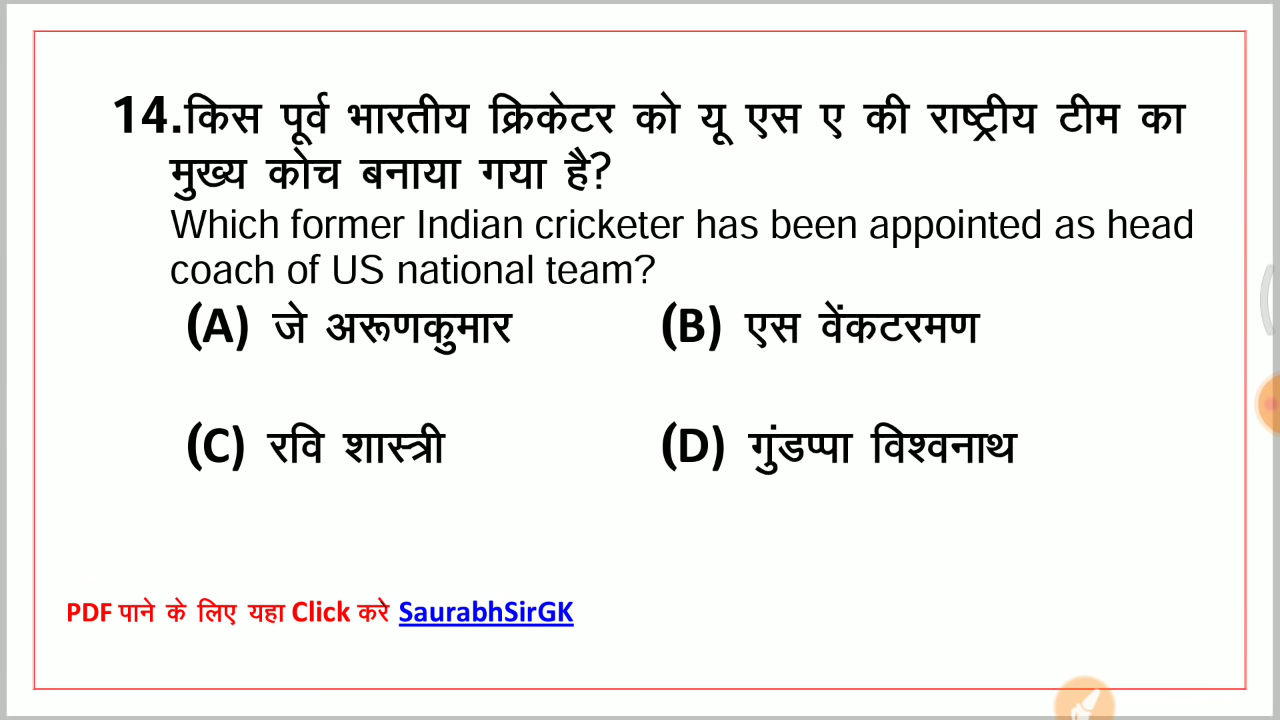 14.किस पूर्व भारतीय क्रिकेटर को यू एस ए की राष्ट्रीय टीम का
मुख्य कोच बनाया गया है?
Which former Indian cricketer has been appointed as head
coach of US national team?
(A) जे अरूणकुमार (B) एस वेंकटरमण
(C) रवि शास्त्री (D) गुंडप्पा विश्वनाथ
PDF पाने के लिए यहा Click करे SaurabhSirGK